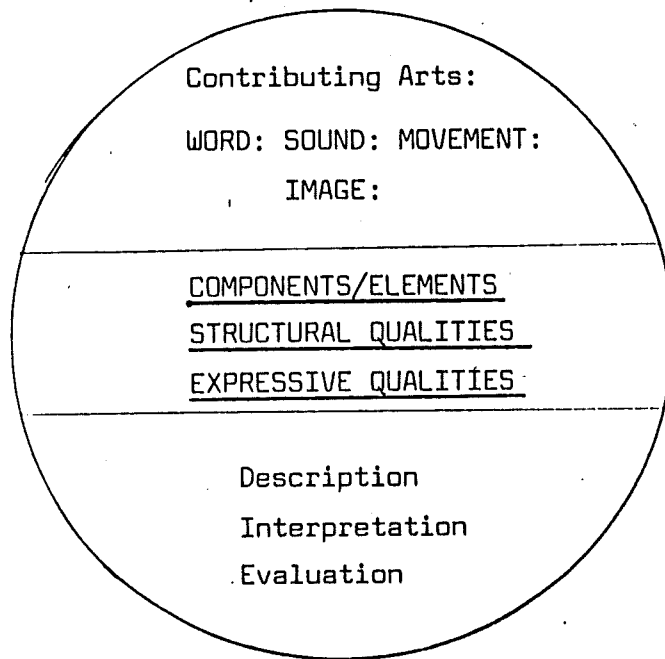 Contributing Arts:
WORD: SOUND: MOVEMENT:
IMAGE:
COMPONENTS/ELEMENTS
STRUCTURAL QUALITIES
EXPRESSIVE QUALITIES
Description
Interpretation
Evaluation